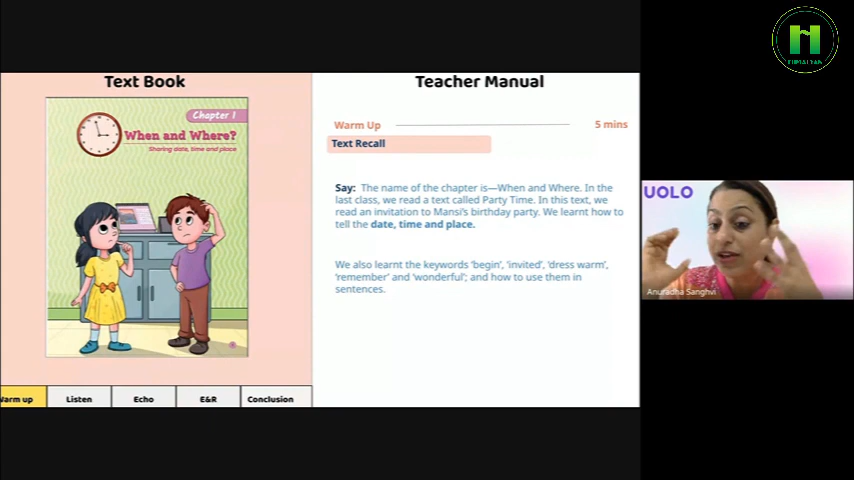 Text Book
Chapter 1
When and Where?
Sharing date, time and place
Warm up
Listen
Echo
E&R
Conclusion
Teacher Manual
Warm Up
5 mins
Text Recall
Say: The name of the chapter is—When and Where. In the
last class, we read a text called Party Time. In this text, we
read an invitation to Mansi's birthday party. We learnt how to
tell the date, time and place.
We also learnt the keywords 'begin', 'invited', 'dress warm',
'remember' and 'wonderful'; and how to use them in
sentences.
UOLO
Anuradha Sanghvi